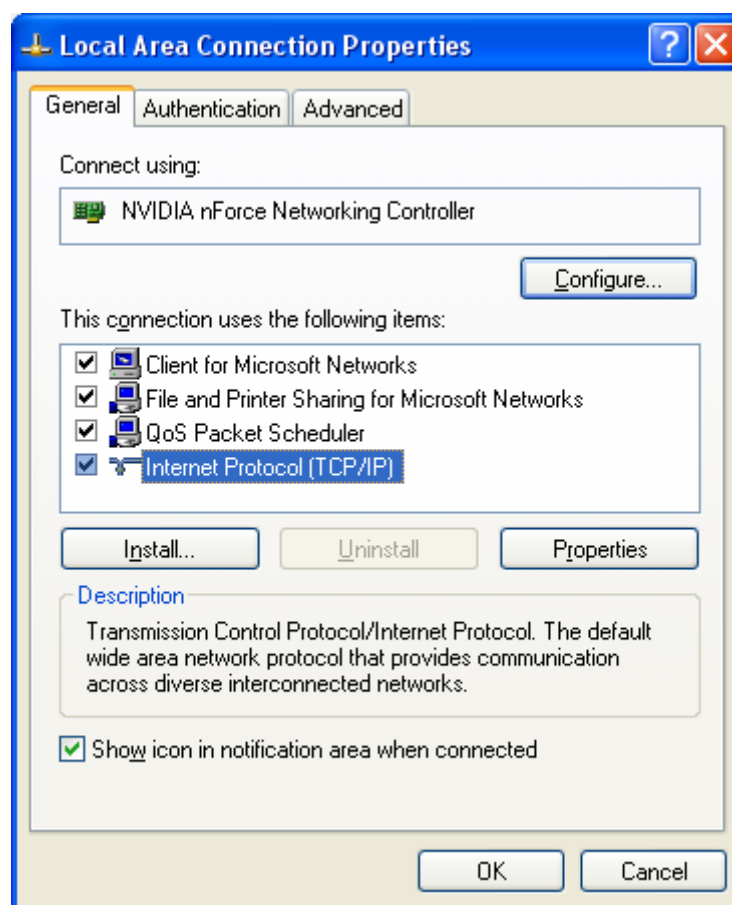 Local Area Connection Properties
General Authentication Advanced
Connect using:
NVIDIA nForce Networking Controller
Configure...
This connection uses the following items:
Client for Microsoft Networks
File and Printer Sharing for Microsoft Networks
QoS Packet Scheduler
Internet Protocol (TCP/IP)
Install... Uninstall Properties
Description
Transmission Control Protocol/Internet Protocol. The default
wide area network protocol that provides communication
across diverse interconnected networks.
Show icon in notification area when connected
OK Cancel